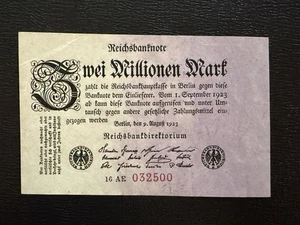 Reichsbanknote
Zwei Millionen Mark
zahlt die Reichsbankhauptkasse in Berlin gegen diese
Banknote dem Einlieferer. Vom 1. September 1923
ab kann diese Banknote aufgerufen und unter Um-
tausch gegen andere gesetzliche Zahlungsmittel ein-
gezogen werden
Berlin, den 9. August 1923
Reichsbankdirektorium
16 AE 032500